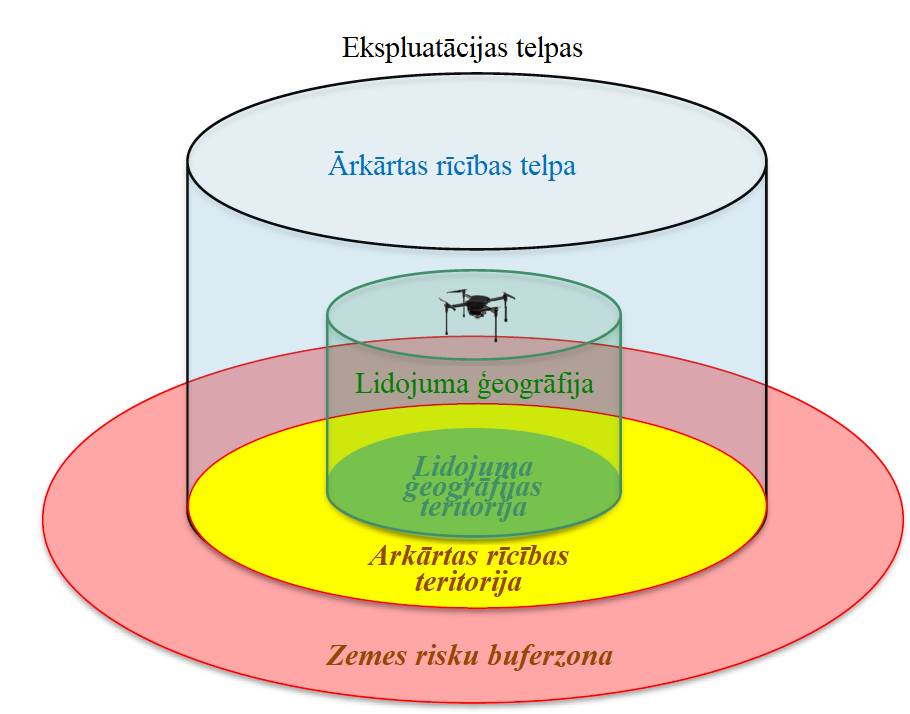 Ekspluatācijas telpas
Ārkārtas rīcības telpa
Lidojuma ģeogrāfija
Lidojuma
ģeogrāfijas
teritorija
Arkārtas rīcības
teritorija
Zemes risku buferzona